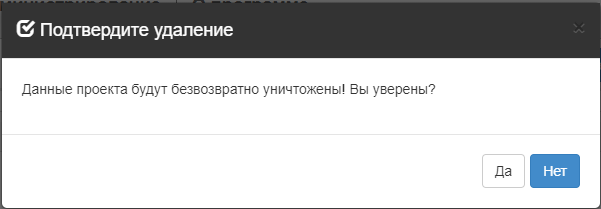 Подтвердите удаление
Данные проекта будут безвозвратно уничтожены! Вы уверены?
Да
Нет